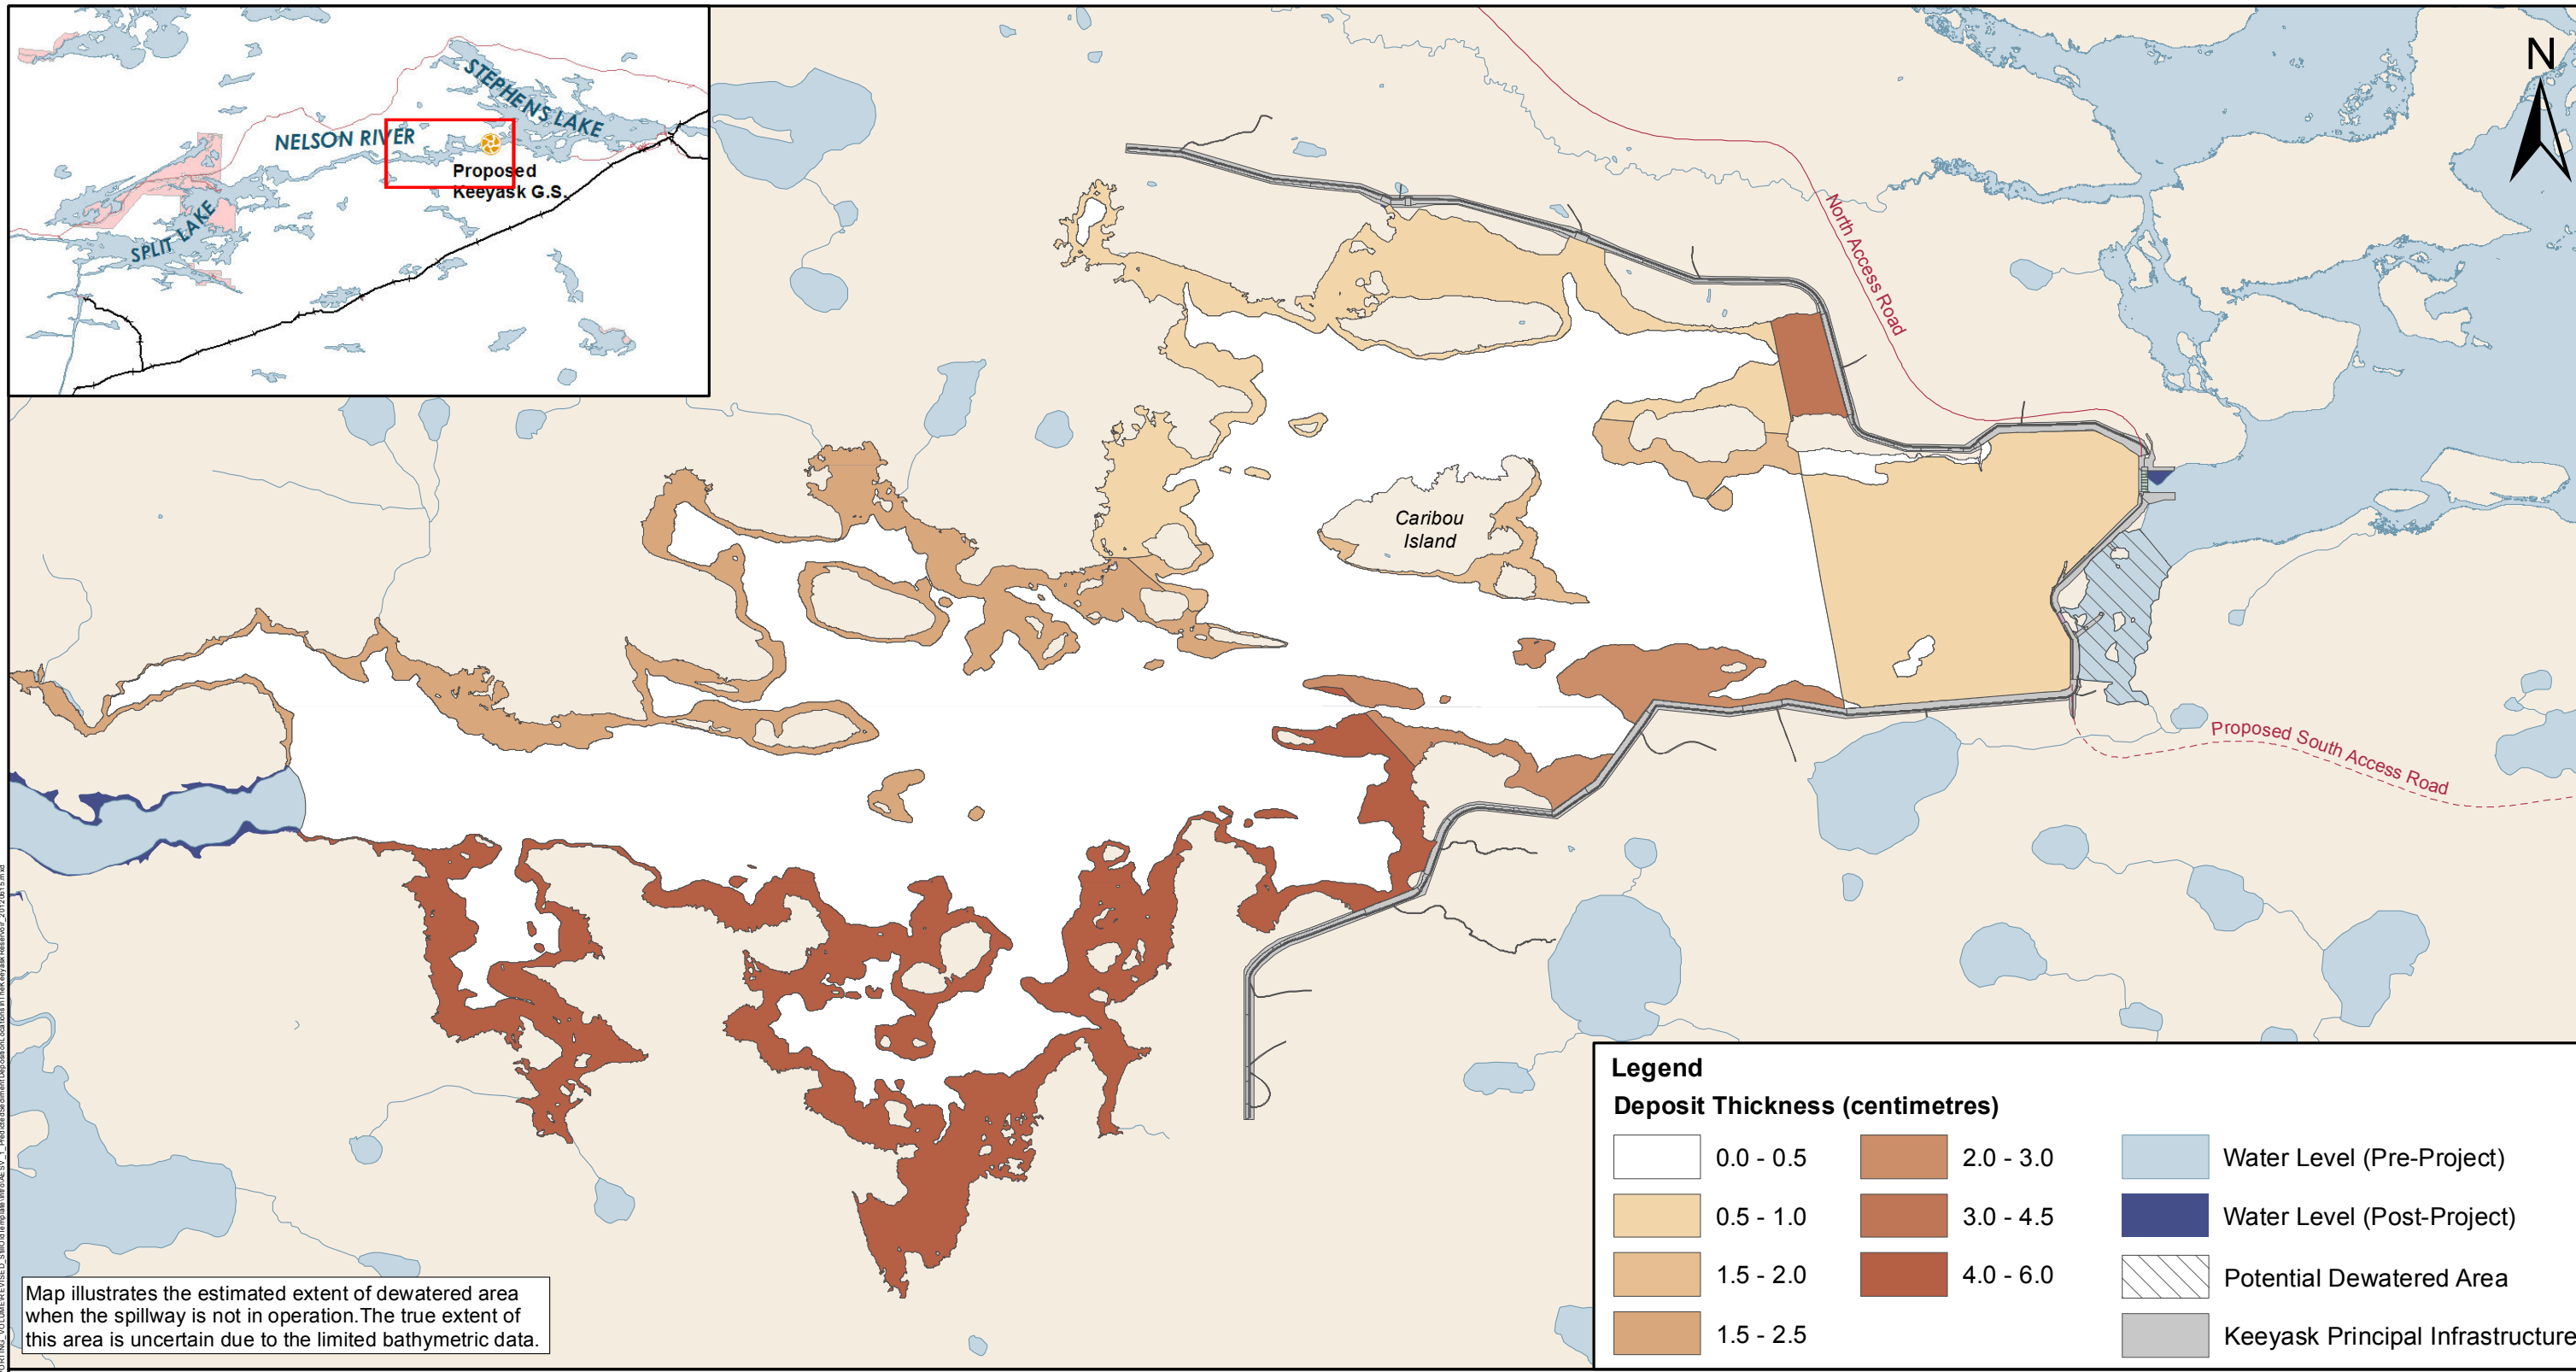 STEPHENS LAKE
NELSON RIVER
Proposed
Keeyask G.S.
SPLIT LAKE
N
North Access Road
Caribou
Island
Proposed South Access Road
Map illustrates the estimated extent of dewatered area
when the spillway is not in operation.The true extent of
this area is uncertain due to the limited bathymetric data.
Legend
Deposit Thickness (centimetres)
0.0 - 0.5
0.5 - 1.0
1.5 - 2.0
1.5 - 2.5
2.0 - 3.0
3.0 - 4.5
4.0 - 6.0
Water Level (Pre-Project)
Water Level (Post-Project)
Potential Dewatered Area
Keeyask Principal Infrastructure